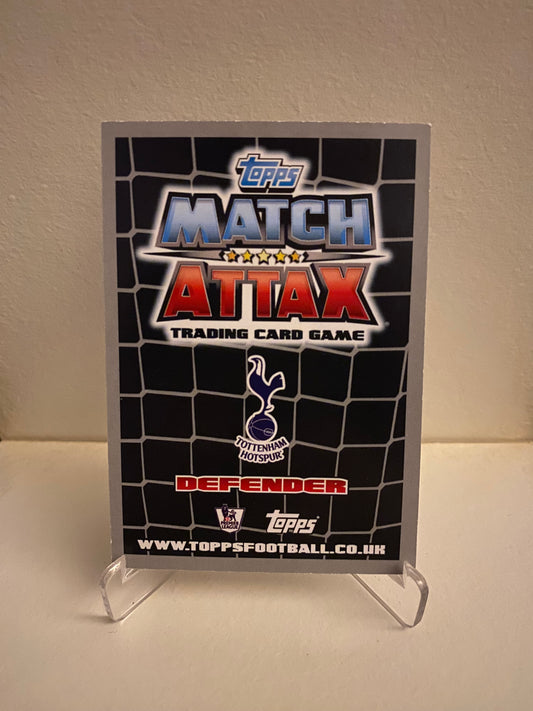 Topps
MATCH
ATTAX
TRADING CARD GAME
TOTTENHAM
HOTSPUR
DEFENDER
Topps
WWW.TOPPSFOOTBALL.CO.UK